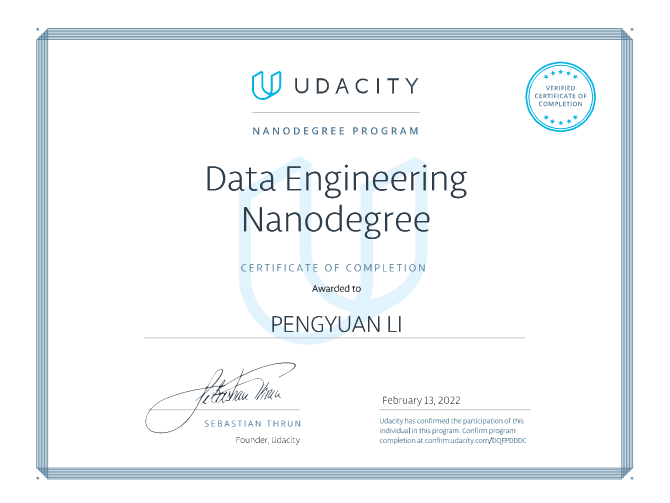 UDACITY
VERIFIED
CERTIFICATE OF
COMPLETION
NANODEGREE PROGRAM
Data Engineering
Nanodegree
CERTIFICATE OF COMPLETION
Awarded to
PENGYUAN LI
Sebastian Thrun
SEBASTIAN THRUN
Founder, Udacity
February 13, 2022
Udacity has confirmed the participation of this
individual in this program. Confirm program
completion at confirm.udacity.com/DQFPDDDC